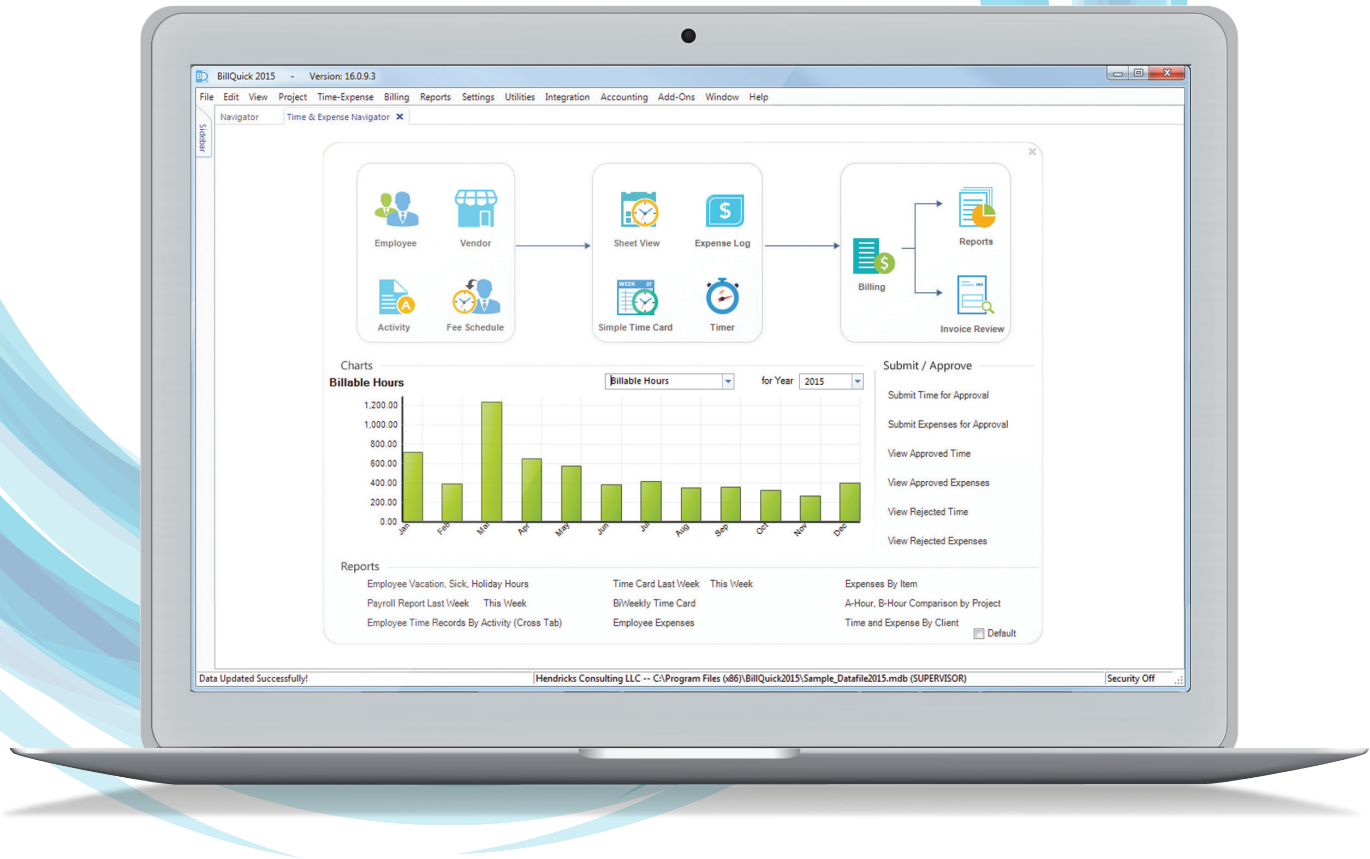 BillQuick 2015 - Version: 16.0.9.3
File Edit View Project Time-Expense Billing Reports Settings Utilities Integration Accounting Add-Ons Window Help
Sidebar
Navigator Time & Expense Navigator
Employee Vendor
Activity Fee Schedule
Sheet View Expense Log
WEEK 27
Simple Time Card Timer
Billing
Reports
Invoice Review
Charts
Billable Hours
Billable Hours for Year 2015
1,200.00
1,000.00
800.00
600.00
400.00
200.00
0.00
Jan Feb Mar Apr May Jun Jul Aug Sep Oct Nov Dec
Submit / Approve
Submit Time for Approval
Submit Expenses for Approval
View Approved Time
View Approved Expenses
View Rejected Time
View Rejected Expenses
Reports
Employee Vacation, Sick, Holiday Hours Time Card Last Week This Week Expenses By Item
Payroll Report Last Week This Week BiWeekly Time Card A-Hour, B-Hour Comparison by Project
Employee Time Records By Activity (Cross Tab) Employee Expenses Time and Expense By Client
Default
Data Updated Successfully! Hendricks Consulting LLC -- C:\Program Files (x86)\BillQuick2015\Sample_Datafile2015.mdb (SUPERVISOR) Security Off